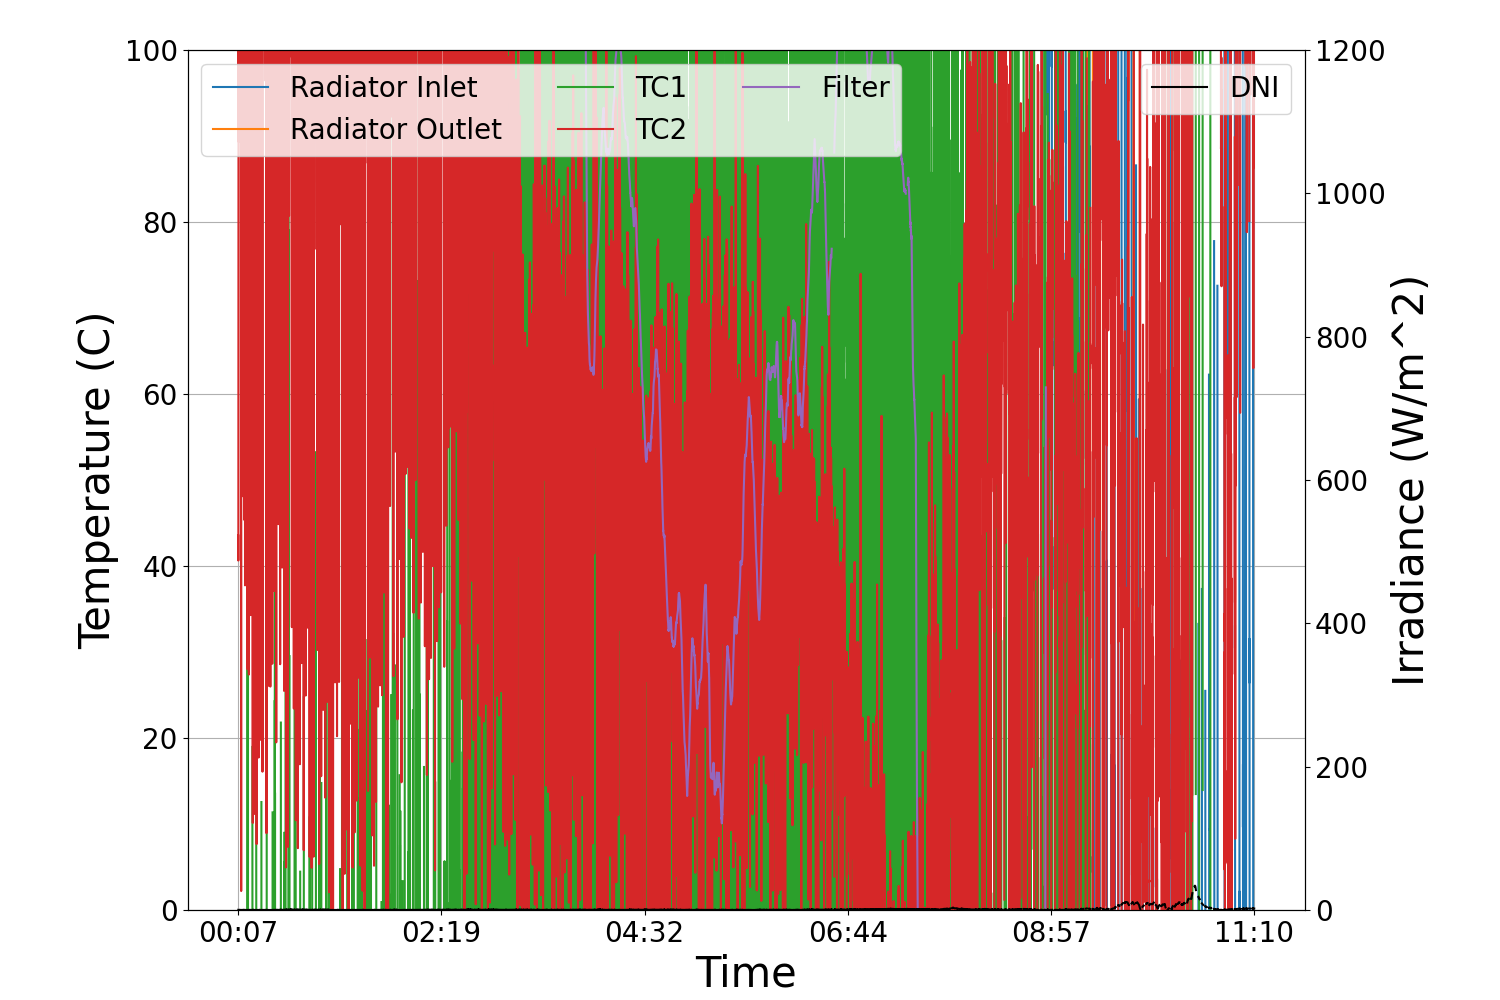 Radiator Inlet
Radiator Outlet
TC1
TC2
Filter
DNI
100
80
60
40
20
0
Temperature (C)
1200
1000
800
600
400
200
0
Irradiance (W/m^2)
00:07 02:19 04:32 06:44 08:57 11:10
Time